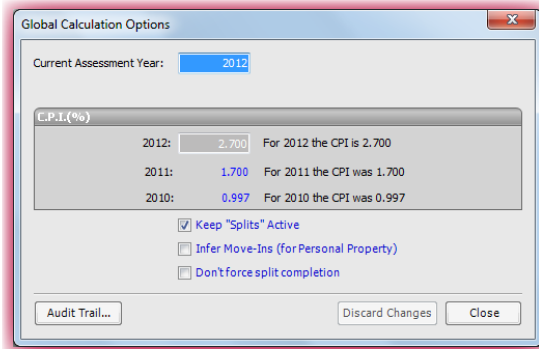 Global Calculation Options
Current Assessment Year: 2012
C.P.I.(%)
2012: 2.700 For 2012 the CPI is 2.700
2011: 1.700 For 2011 the CPI was 1.700
2010: 0.997 For 2010 the CPI was 0.997
Keep "Splits" Active
Infer Move-Ins (for Personal Property)
Don't force split completion
Audit Trail... Discard Changes Close